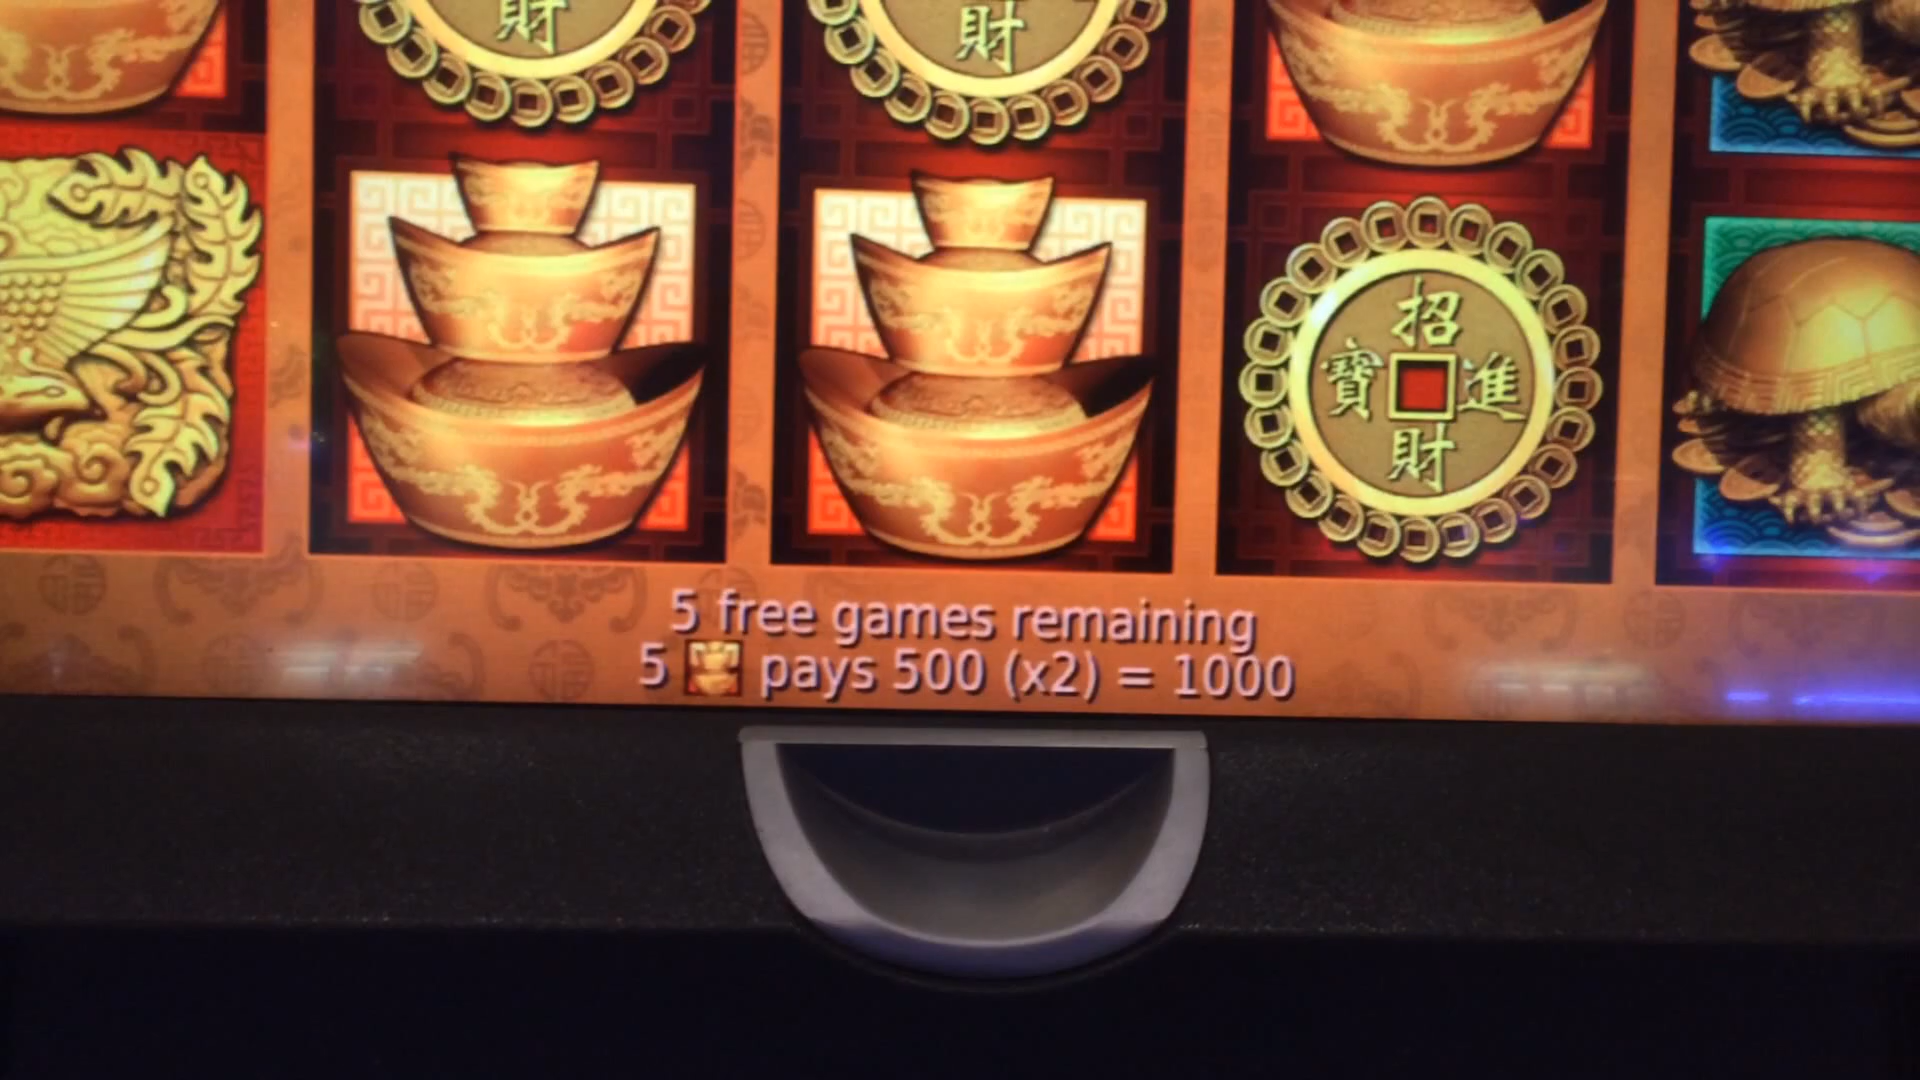 財
財
招
寶 進
財
5 free games remaining
5 pays 500 (x2) = 1000